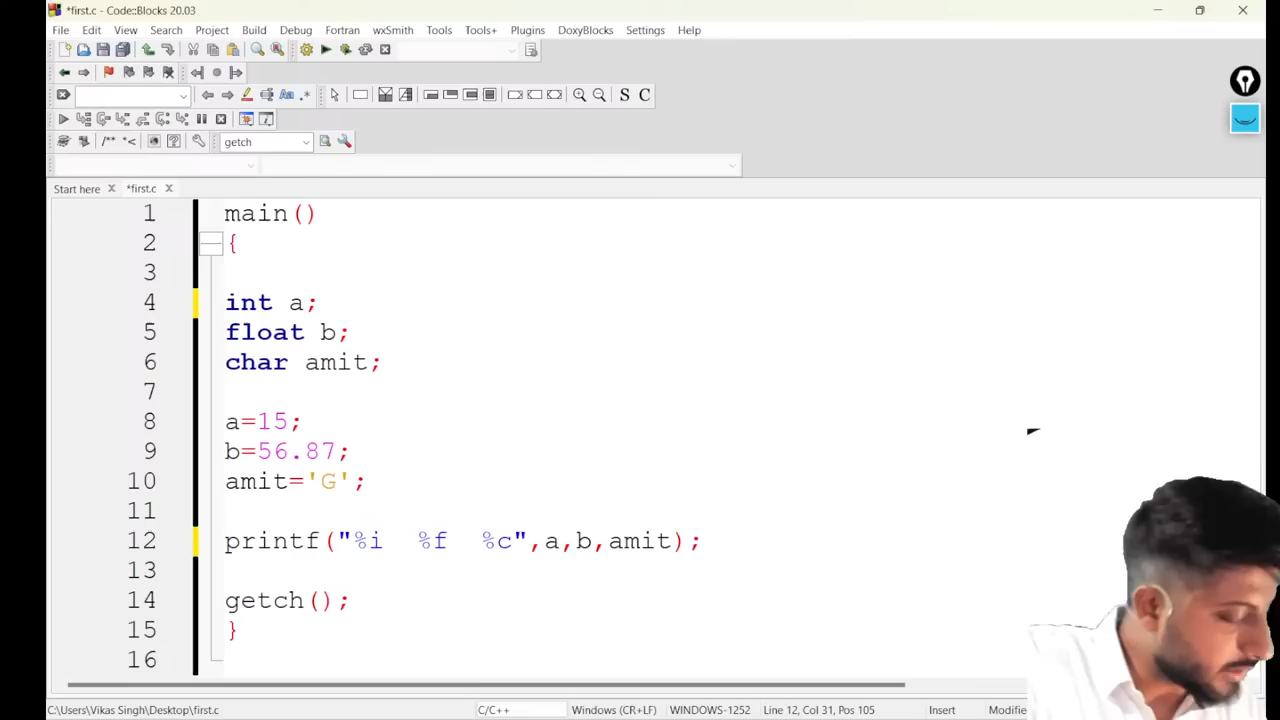 *first.c - Code::Blocks 20.03
File Edit View Search Project Build Debug Fortran wxSmith Tools Tools+ Plugins DoxyBlocks Settings Help
S C
/** *<
getch
Start here *first.c
1 main()
2 {
3
4 int a;
5 float b;
6 char amit;
7
8 a=15;
9 b=56.87;
10 amit='G';
11
12 printf("%i  %f  %c",a,b,amit);
13
14 getch();
15 }
16
C:\Users\Vikas Singh\Desktop\first.c C/C++ Windows (CR+LF) WINDOWS-1252 Line 12, Col 31, Pos 105 Insert Modifie